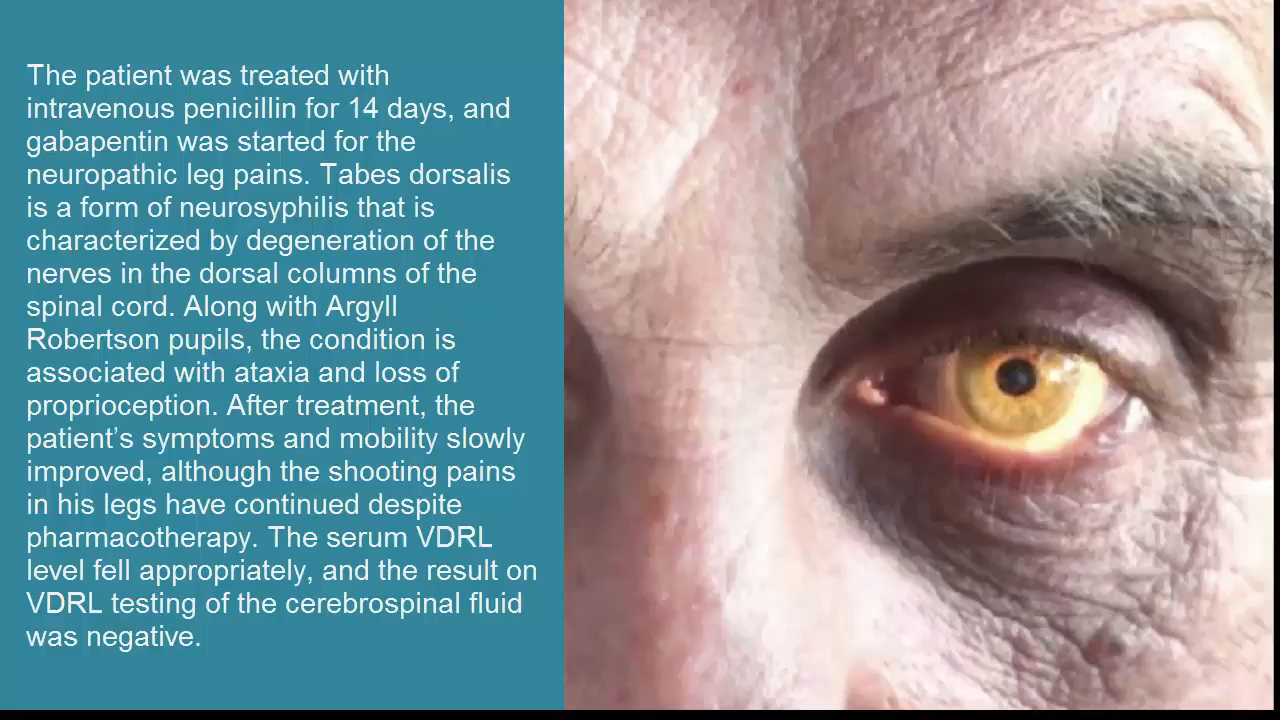 The patient was treated with
intravenous penicillin for 14 days, and
gabapentin was started for the
neuropathic leg pains. Tabes dorsalis
is a form of neurosyphilis that is
characterized by degeneration of the
nerves in the dorsal columns of the
spinal cord. Along with Argyll
Robertson pupils, the condition is
associated with ataxia and loss of
proprioception. After treatment, the
patient’s symptoms and mobility slowly
improved, although the shooting pains
in his legs have continued despite
pharmacotherapy. The serum VDRL
level fell appropriately, and the result on
VDRL testing of the cerebrospinal fluid
was negative.